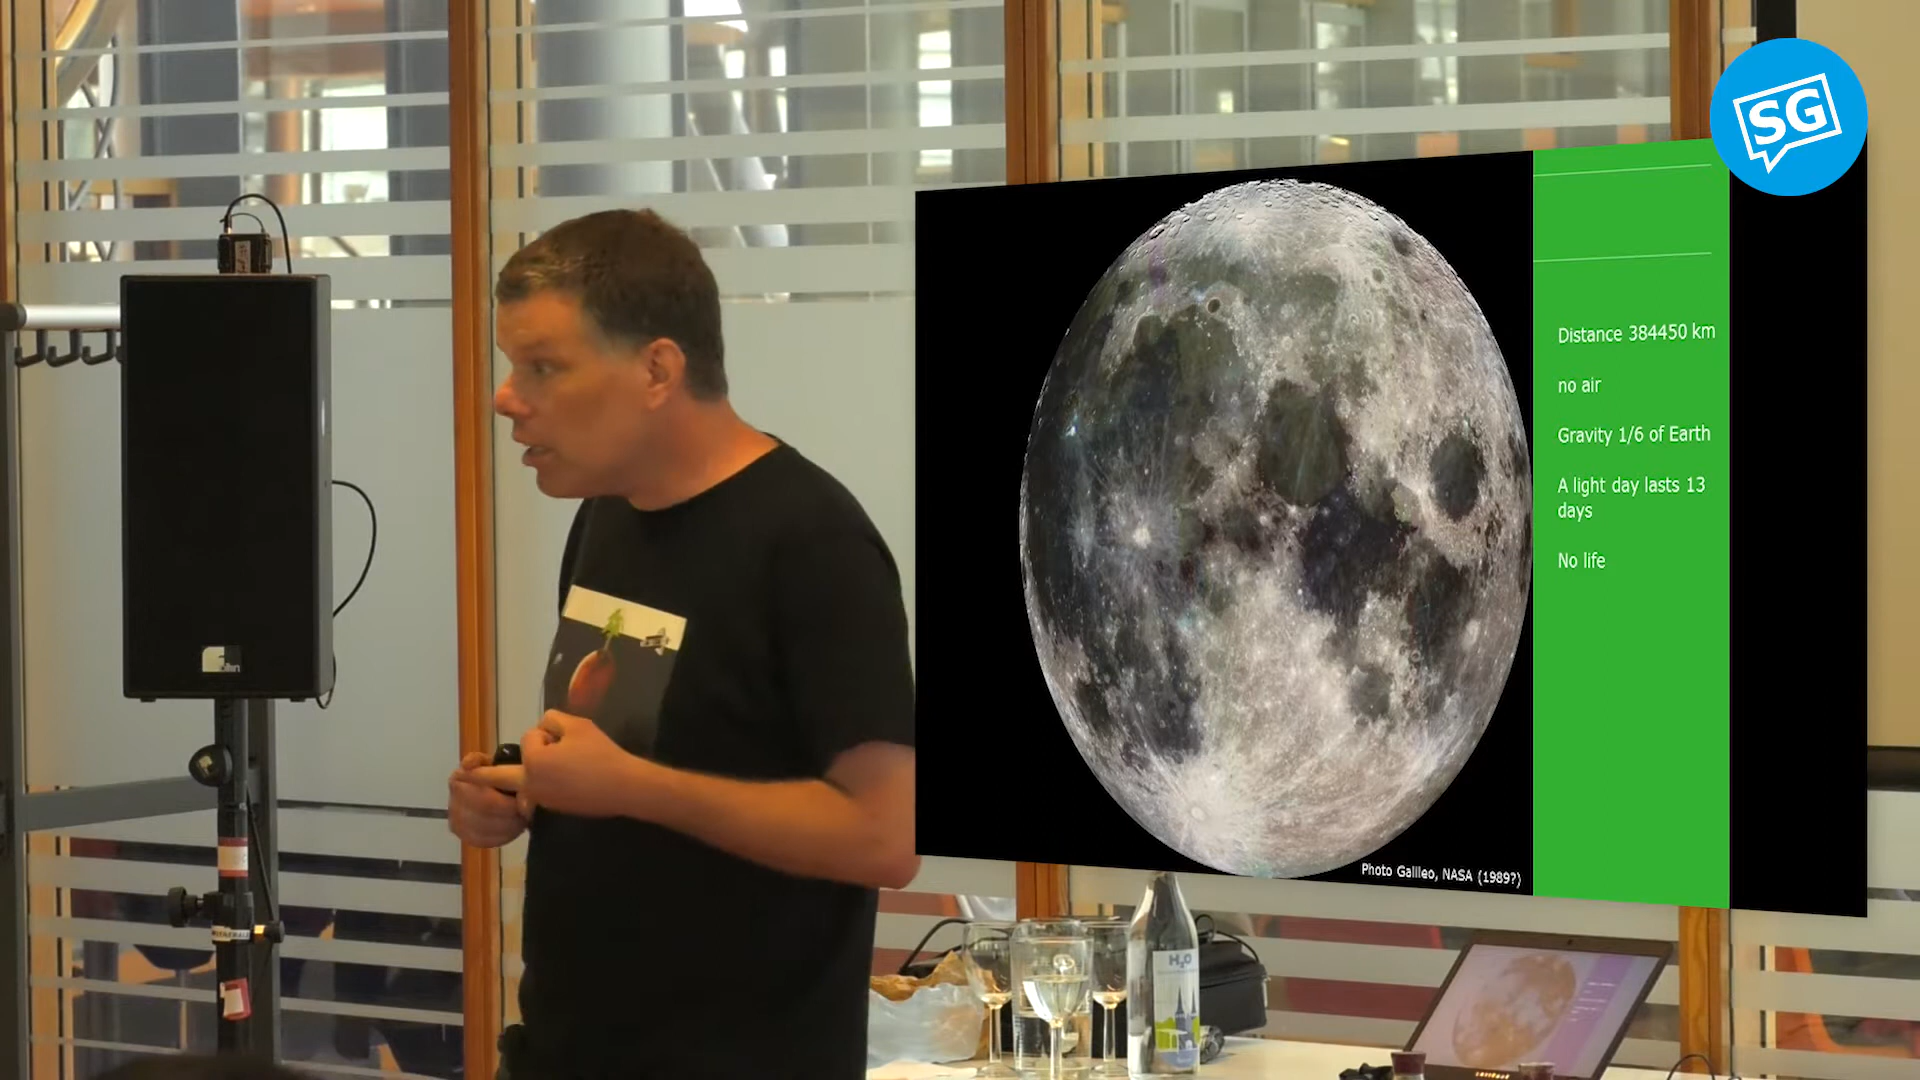 SG
Distance 384450 km
no air
Gravity 1/6 of Earth
A light day lasts 13
days
No life
Photo Galileo, NASA (1989?)
H2O